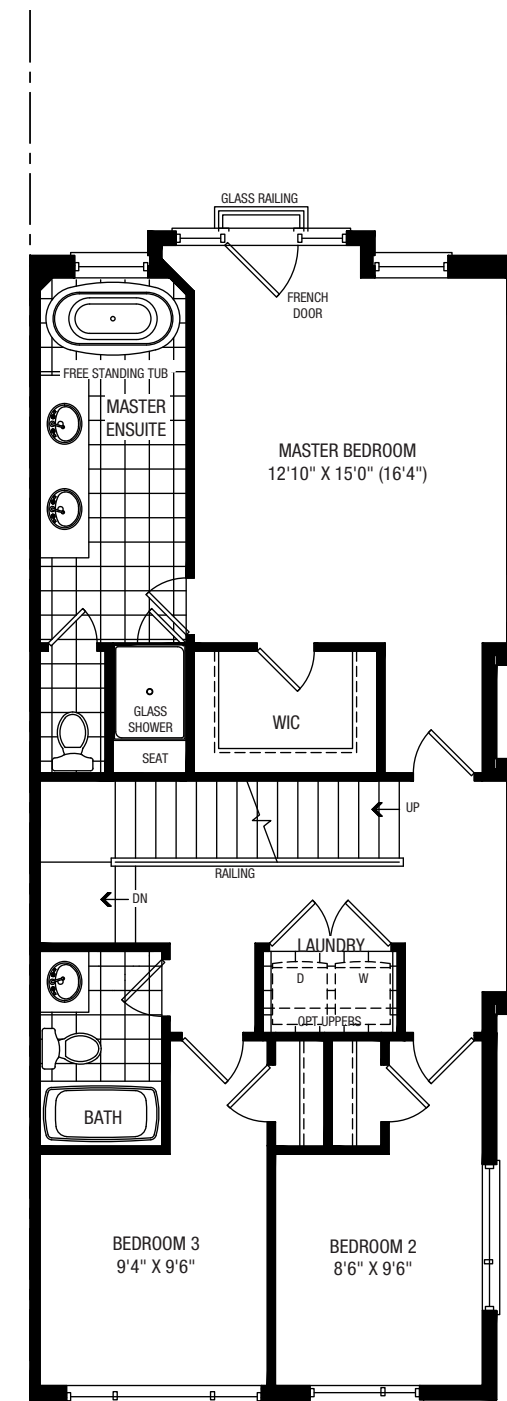 GLASS RAILING
FRENCH
DOOR
FREE STANDING TUB
MASTER
ENSUITE
MASTER BEDROOM
12'10" X 15'0" (16'4")
GLASS
SHOWER
SEAT
WIC
UP
RAILING
DN
LAUNDRY
D
W
OPT UPPERS
BATH
BEDROOM 3
9'4" X 9'6"
BEDROOM 2
8'6" X 9'6"